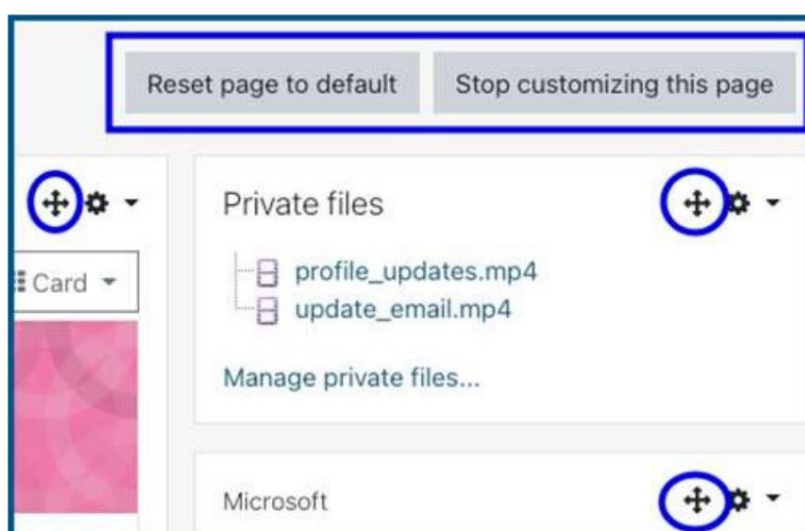 Reset page to default
Stop customizing this page
Private files
Card
profile_updates.mp4
update_email.mp4
Manage private files...
Microsoft